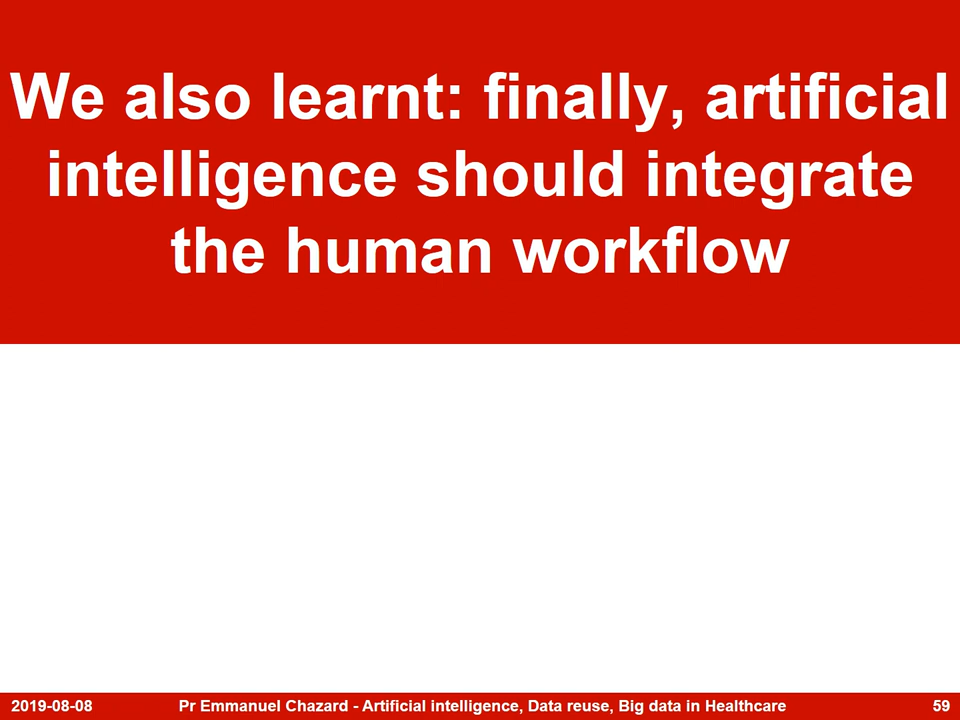 We also learnt: finally, artificial
intelligence should integrate
the human workflow
2019-08-08 Pr Emmanuel Chazard - Artificial intelligence, Data reuse, Big data in Healthcare 59